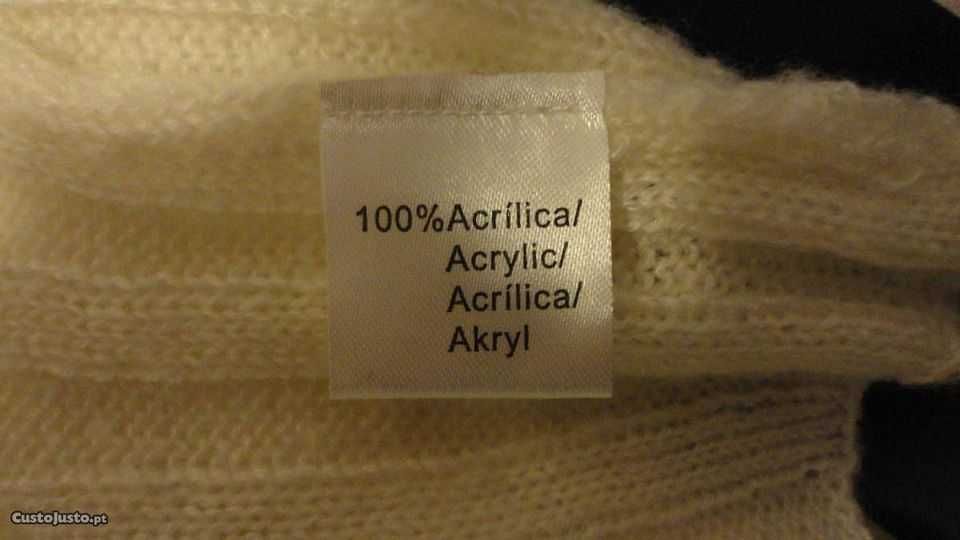 100%Acrílica/
Acrylic/
Acrílica/
Akryl
CustoJusto.pt